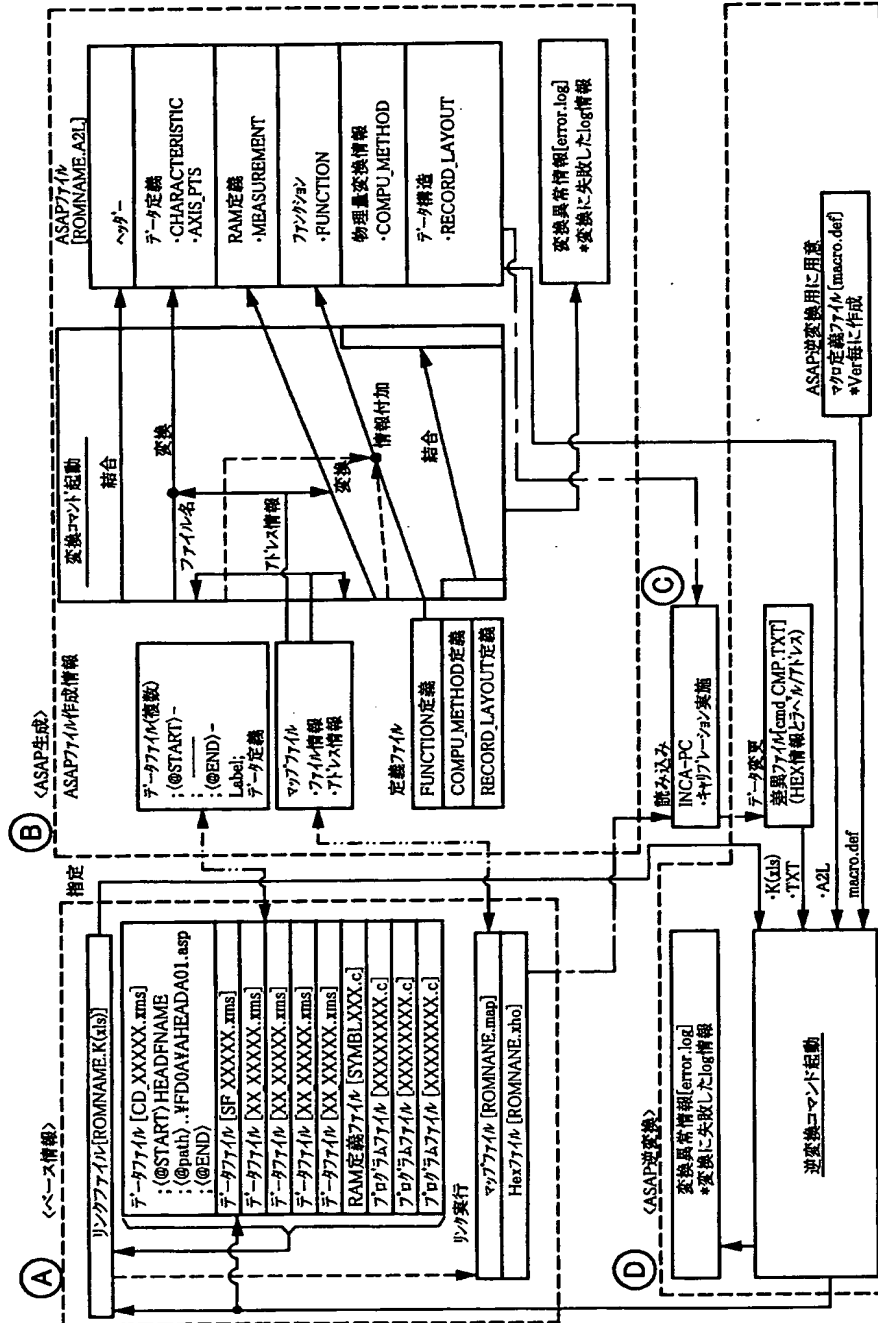 Ⓐ
〈ベース情報〉
リンクファイル[ROMNAME.K(xls)]
指定
データファイル [CD_XXXXX.xms]
;(@START) HEADFNAME
;(@path) ..¥FD0A¥AHEADA01.asp
;(@END)
データファイル [SF_XXXXX.xms]
データファイル [XX_XXXXX.xms]
データファイル [XX_XXXXX.xms]
データファイル [XX_XXXXX.xms]
データファイル [XX_XXXXX.xms]
RAM定義ファイル [SYMBLXXX.c]
プログラムファイル [XXXXXXXXX.c]
プログラムファイル [XXXXXXXXX.c]
プログラムファイル [XXXXXXXXX.c]
リンク実行
マップファイル [ROMNANE.map]
Hexファイル [ROMNANE.xho]
Ⓑ
〈ASAP生成〉
ASAPファイル作成情報
データファイル(複数)
;(@START)~
;
;(@END)~
Label;
データ定義
マップファイル
・ファイル情報
・アドレス情報
定義ファイル
FUNCTION定義
COMPU_METHOD定義
RECORD_LAYOUT定義
変換コマンド起動
結合
変換
ファイル名
アドレス情報
変換
情報付加
結合
ASAPファイル
[ROMNAME.A2L]
ヘッダー
データ定義
・CHARACTERISTIC
・AXIS_PTS
RAM定義
・MEASUREMENT
ファンクション
・FUNCTION
物理量変換情報
・COMPU_METHOD
データ構造
・RECORD_LAYOUT
変換異常情報[error.log]
*変換に失敗したlog情報
Ⓒ
読み込み
INCA-PC
・キャリブレーション実施
データ変更
差異ファイル[cmd_CMP.TXT]
(HEX情報とラベル/アドレス)
Ⓓ
〈ASAP逆変換〉
変換異常情報[error.log]
*変換に失敗したlog情報
逆変換コマンド起動
・K(xls)
・TXT
・A2L
macro.def
ASAP逆変換用に用意
マクロ定義ファイル[macro.def]
*Ver毎に作成